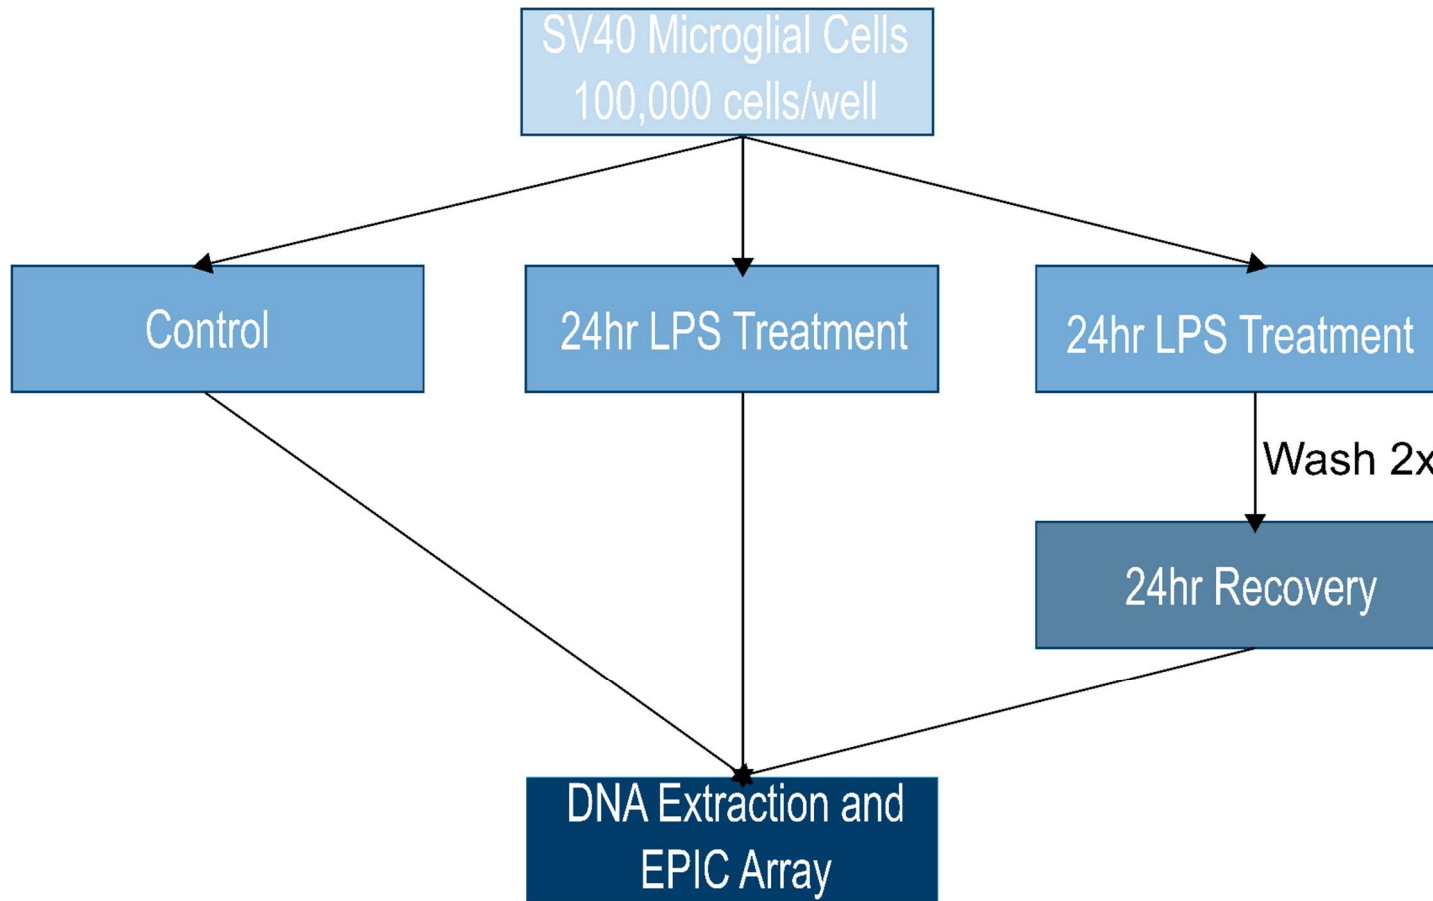 SV40 Microglial Cells
100,000 cells/well
Control
24hr LPS Treatment
24hr LPS Treatment
Wash 2x
24hr Recovery
DNA Extraction and
EPIC Array